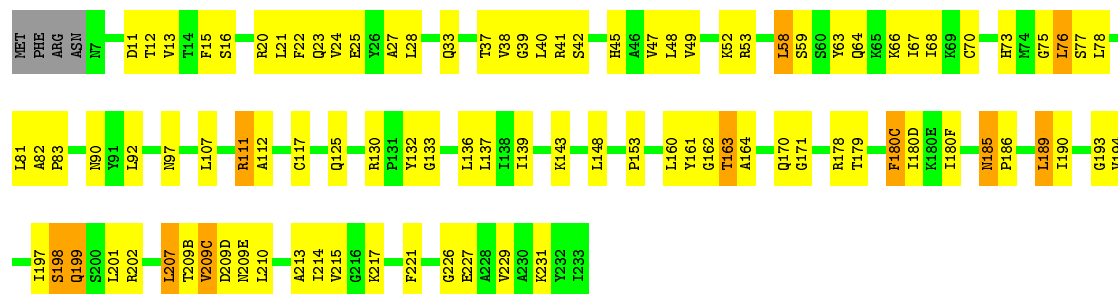 MET PHE ARG ASN N7 D11 T12 V13 T14 F15 S16 R20 L21 F22 Q23 V24 E25 Y26 A27 L28 Q33 T37 V38 G39 L40 R41 S42 H45 A46 V47 L48 V49 K52 R53 L58 S59 S60 Y63 Q64 K65 K66 I67 I68 K69 C70 H73 M74 G75 L76 S77 L78
L81 A82 P83 N90 Y91 L92 N97 L107 R111 A112 C117 Q125 R130 P131 Y132 G133 L136 L137 I138 I139 K143 L148 P153 L160 Y161 G162 T163 A164 Q170 G171 R178 T179 F180C I180D K180E I180F N185 P186 L189 I190 G193 V194
I197 S198 Q199 S200 L201 R202 L207 T209B V209C D209D N209E L210 A213 I214 V215 G216 K217 F221 G226 E227 A228 V229 A230 K231 Y232 I233